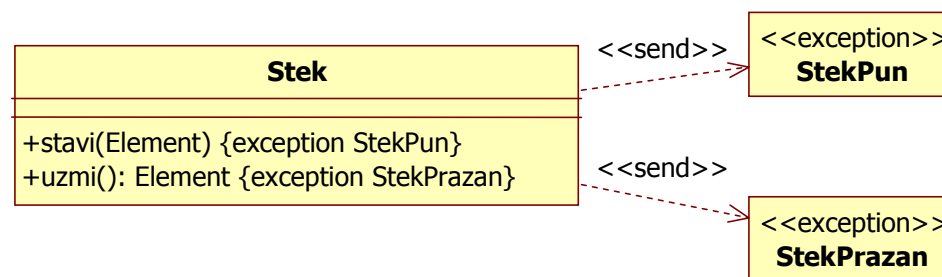 Stek
+stavi(Element) {exception StekPun}
+uzmi(): Element {exception StekPrazan}
<<send>>
<<exception>>
StekPun
<<send>>
<<exception>>
StekPrazan